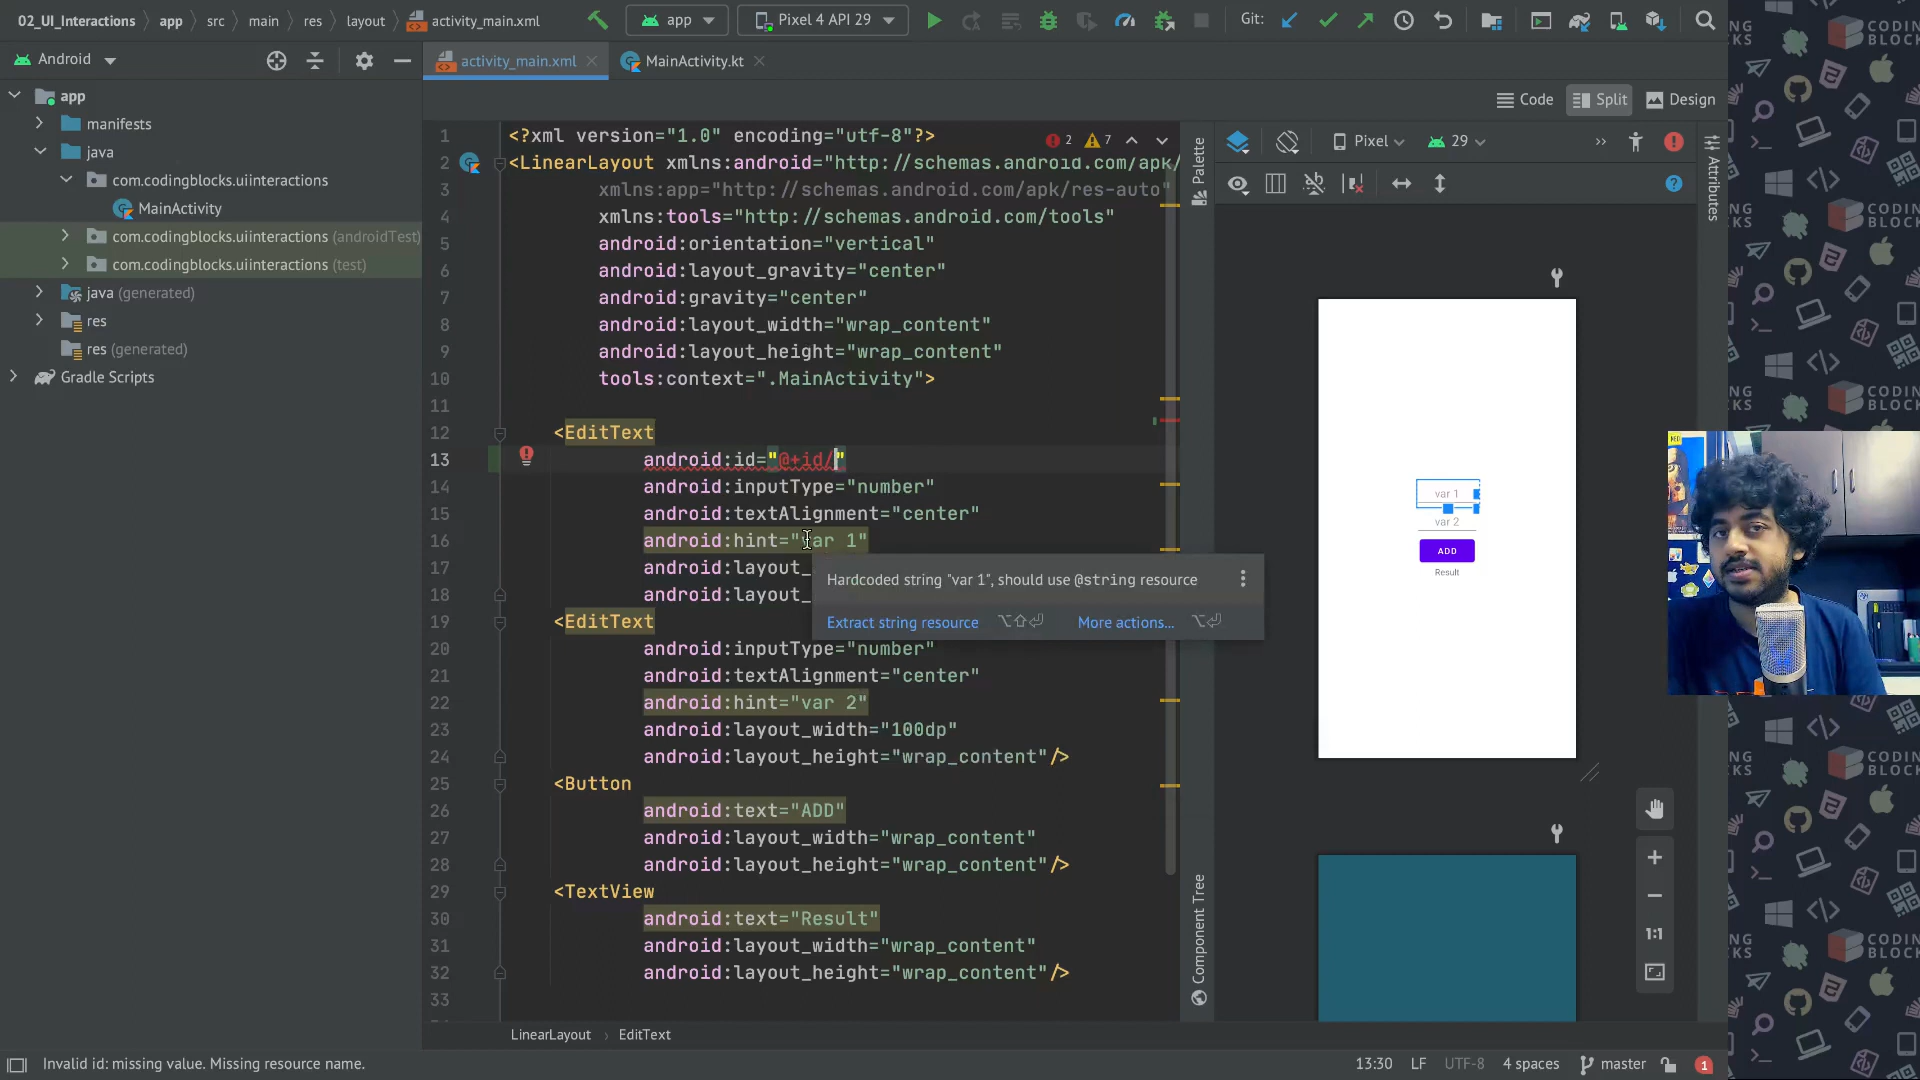 02_UI_Interactions > app > src > main > res > layout > activity_main.xml
app
Pixel 4 API 29
Git:
Android
activity_main.xml
MainActivity.kt
Code
Split
Design
app
manifests
java
com.codingblocks.uiinteractions
MainActivity
com.codingblocks.uiinteractions (androidTest)
com.codingblocks.uiinteractions (test)
java (generated)
res
res (generated)
Gradle Scripts
2
7
1 <?xml version="1.0" encoding="utf-8"?>
2 <LinearLayout xmlns:android="http://schemas.android.com/apk/
3 xmlns:app="http://schemas.android.com/apk/res-auto"
4 xmlns:tools="http://schemas.android.com/tools"
5 android:orientation="vertical"
6 android:layout_gravity="center"
7 android:gravity="center"
8 android:layout_width="wrap_content"
9 android:layout_height="wrap_content"
10 tools:context=".MainActivity">
11
12 <EditText
13 android:id="@+id/"
14 android:inputType="number"
15 android:textAlignment="center"
16 android:hint="var 1"
17 android:layout_
18 android:layout_
19 <EditText
20 android:inputType="number"
21 android:textAlignment="center"
22 android:hint="var 2"
23 android:layout_width="100dp"
24 android:layout_height="wrap_content"/>
25 <Button
26 android:text="ADD"
27 android:layout_width="wrap_content"
28 android:layout_height="wrap_content"/>
29 <TextView
30 android:text="Result"
31 android:layout_width="wrap_content"
32 android:layout_height="wrap_content"/>
33
Hardcoded string "var 1", should use @string resource
Extract string resource ⌥⇧⏎ More actions... ⌥⏎
Palette
Component Tree
Pixel
29
Attributes
var 1
var 2
ADD
Result
1:1
LinearLayout > EditText
Invalid id: missing value. Missing resource name.
13:30 LF UTF-8 4 spaces master 1
CODING
BLOCKS